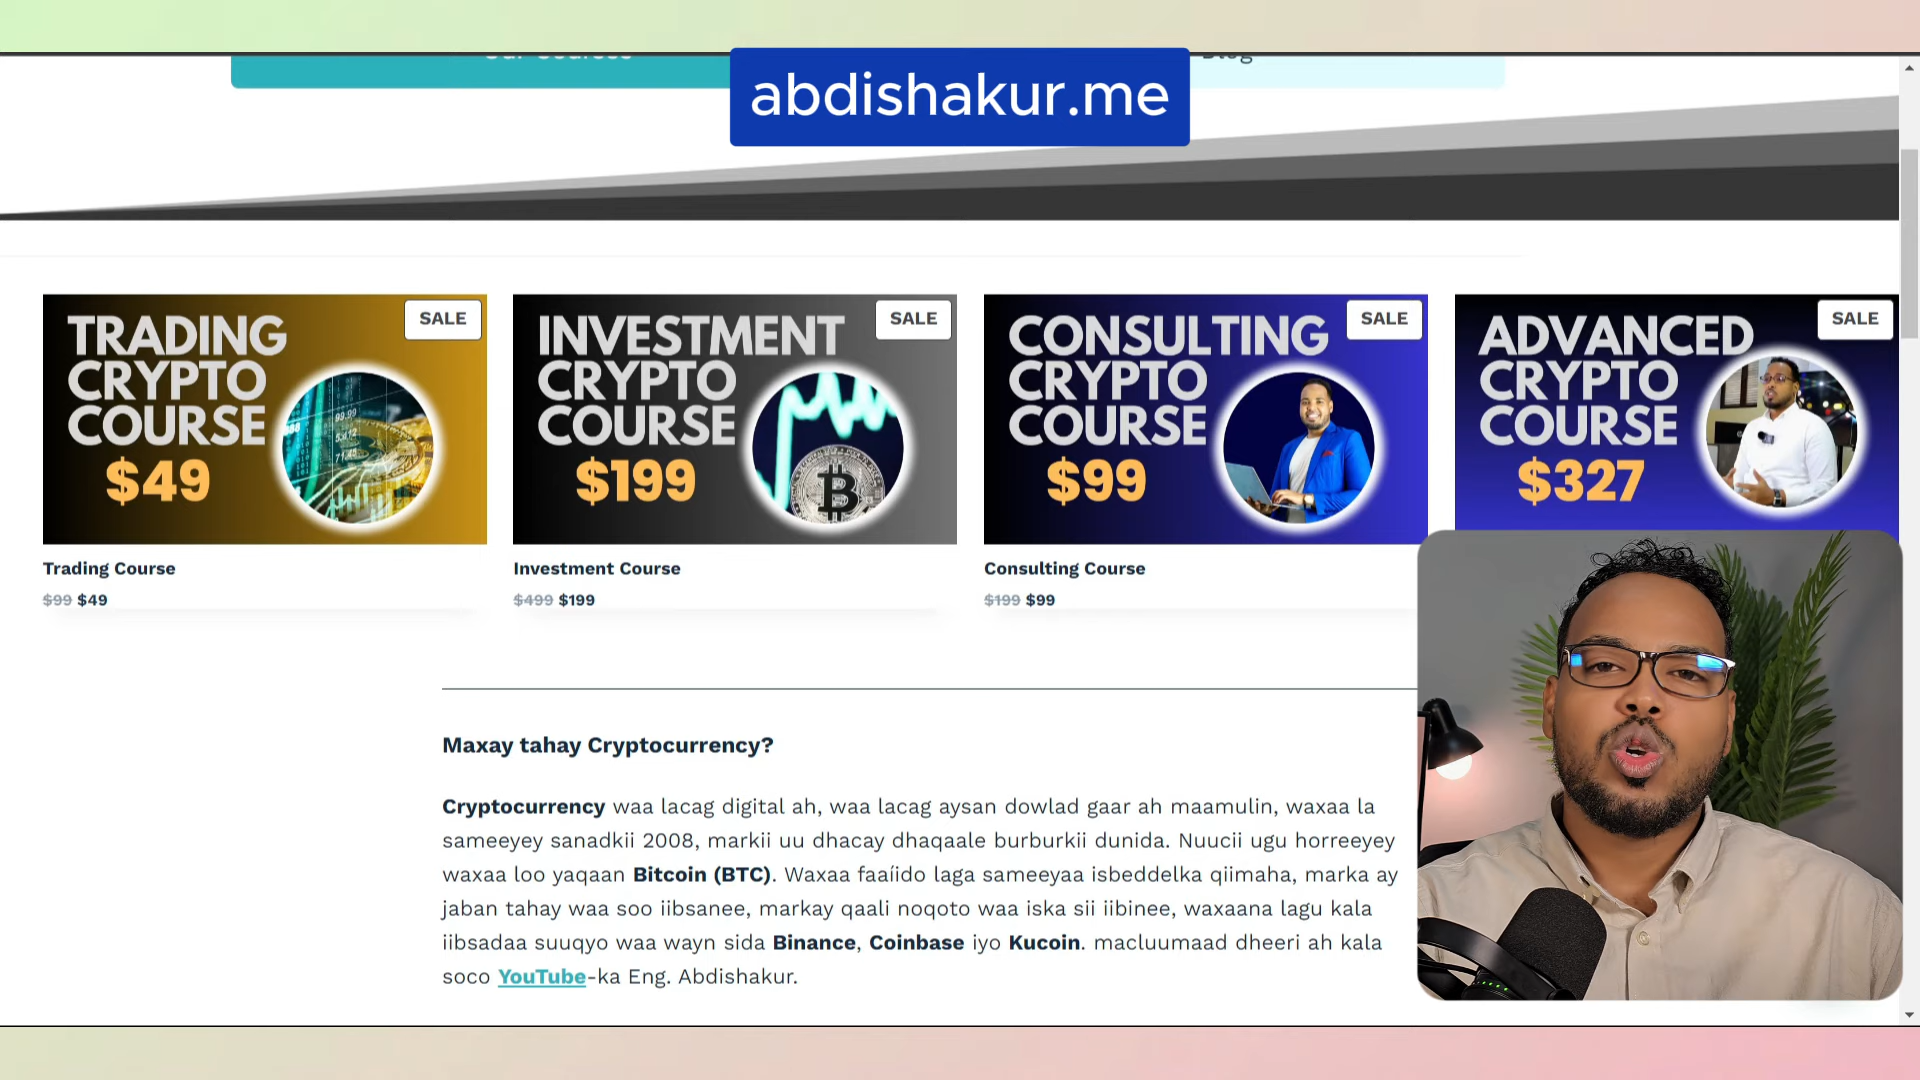 abdishakur.me
SALE
TRADING
CRYPTO
COURSE
$49
SALE
INVESTMENT
CRYPTO
COURSE
$199
SALE
CONSULTING
CRYPTO
COURSE
$99
SALE
ADVANCED
CRYPTO
COURSE
$327
Trading Course
$99 $49
Investment Course
$499 $199
Consulting Course
$199 $99
Maxay tahay Cryptocurrency?
Cryptocurrency waa lacag digital ah, waa lacag aysan dowlad gaar ah maamulin, waxaa la
sameeyey sanadkii 2008, markii uu dhacay dhaqaale burburkii dunida. Nuucii ugu horreeyey
waxaa loo yaqaan Bitcoin (BTC). Waxaa faaíido laga sameeyaa isbeddelka qiimaha, marka ay
jaban tahay waa soo iibsanee, markay qaali noqoto waa iska sii iibinee, waxaana lagu kala
iibsadaa suuqyo waa wayn sida Binance, Coinbase iyo Kucoin. macluumaad dheeri ah kala
soco YouTube-ka Eng. Abdishakur.